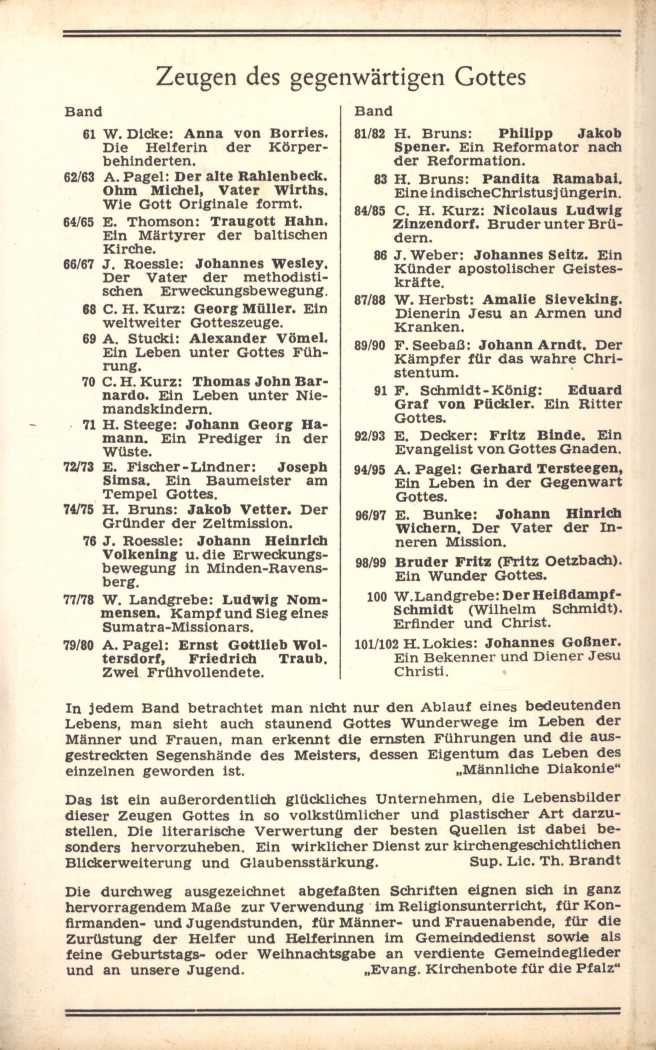 Zeugen des gegenwärtigen Gottes
Band
61 W. Dicke: Anna von Borries.
Die Helferin der Körper-
behinderten.
62/63 A. Pagel: Der alte Rahlenbeck.
Ohm Michel, Vater Wirths.
Wie Gott Originale formt.
64/65 E. Thomson: Traugott Hahn.
Ein Märtyrer der baltischen
Kirche.
66/67 J. Roessle: Johannes Wesley.
Der Vater der methodisti-
schen Erweckungsbewegung.
68 C. H. Kurz: Georg Müller. Ein
weltweiter Gotteszeuge.
69 A. Stucki: Alexander Vömel.
Ein Leben unter Gottes Füh-
rung.
70 C. H. Kurz: Thomas John Bar-
nardo. Ein Leben unter Nie-
mandskindern.
71 H. Steege: Johann Georg Ha-
mann. Ein Prediger in der
Wüste.
72/73 E. Fischer-Lindner: Joseph
Simsa. Ein Baumeister am
Tempel Gottes.
74/75 H. Bruns: Jakob Vetter. Der
Gründer der Zeltmission.
76 J. Roessle: Johann Heinrich
Volkening u. die Erweckungs-
bewegung in Minden-Ravens-
berg.
77/78 W. Landgrebe: Ludwig Nom-
mensen. Kampf und Sieg eines
Sumatra-Missionars.
79/80 A. Pagel: Ernst Gottlieb Wol-
tersdorf, Friedrich Traub.
Zwei Frühvollendete.
Band
81/82 H. Bruns: Philipp Jakob
Spener. Ein Reformator nach
der Reformation.
83 H. Bruns: Pandita Ramabai.
Eine indische Christusjüngerin.
84/85 C. H. Kurz: Nicolaus Ludwig
Zinzendorf. Bruder unter Brü-
dern.
86 J. Weber: Johannes Seitz. Ein
Künder apostolischer Geistes-
kräfte.
87/88 W. Herbst: Amalie Sieveking.
Dienerin Jesu an Armen und
Kranken.
89/90 F. Seebaß: Johann Arndt. Der
Kämpfer für das wahre Chri-
stentum.
91 F. Schmidt-König: Eduard
Graf von Pückler. Ein Ritter
Gottes.
92/93 E. Decker: Fritz Binde. Ein
Evangelist von Gottes Gnaden.
94/95 A. Pagel: Gerhard Tersteegen,
Ein Leben in der Gegenwart
Gottes.
96/97 E. Bunke: Johann Hinrich
Wichern. Der Vater der In-
neren Mission.
98/99 Bruder Fritz (Fritz Oetzbach).
Ein Wunder Gottes.
100 W. Landgrebe: Der Heißdampf-
Schmidt (Wilhelm Schmidt).
Erfinder und Christ.
101/102 H. Lokies: Johannes Goßner.
Ein Bekenner und Diener Jesu
Christi.
In jedem Band betrachtet man nicht nur den Ablauf eines bedeutenden
Lebens, man sieht auch staunend Gottes Wunderwege im Leben der
Männer und Frauen, man erkennt die ernsten Führungen und die aus-
gestreckten Segenshände des Meisters, dessen Eigentum das Leben des
einzelnen geworden ist. „Männliche Diakonie“
Das ist ein außerordentlich glückliches Unternehmen, die Lebensbilder
dieser Zeugen Gottes in so volkstümlicher und plastischer Art darzu-
stellen. Die literarische Verwertung der besten Quellen ist dabei be-
sonders hervorzuheben. Ein wirklicher Dienst zur kirchengeschichtlichen
Blickerweiterung und Glaubensstärkung. Sup. Lic. Th. Brandt
Die durchweg ausgezeichnet abgefaßten Schriften eignen sich in ganz
hervorragendem Maße zur Verwendung im Religionsunterricht, für Kon-
firmanden- und Jugendstunden, für Männer- und Frauenabende, für die
Zurüstung der Helfer und Helferinnen im Gemeindedienst sowie als
feine Geburtstags- oder Weihnachtsgabe an verdiente Gemeindeglieder
und an unsere Jugend. „Evang. Kirchenbote für die Pfalz“